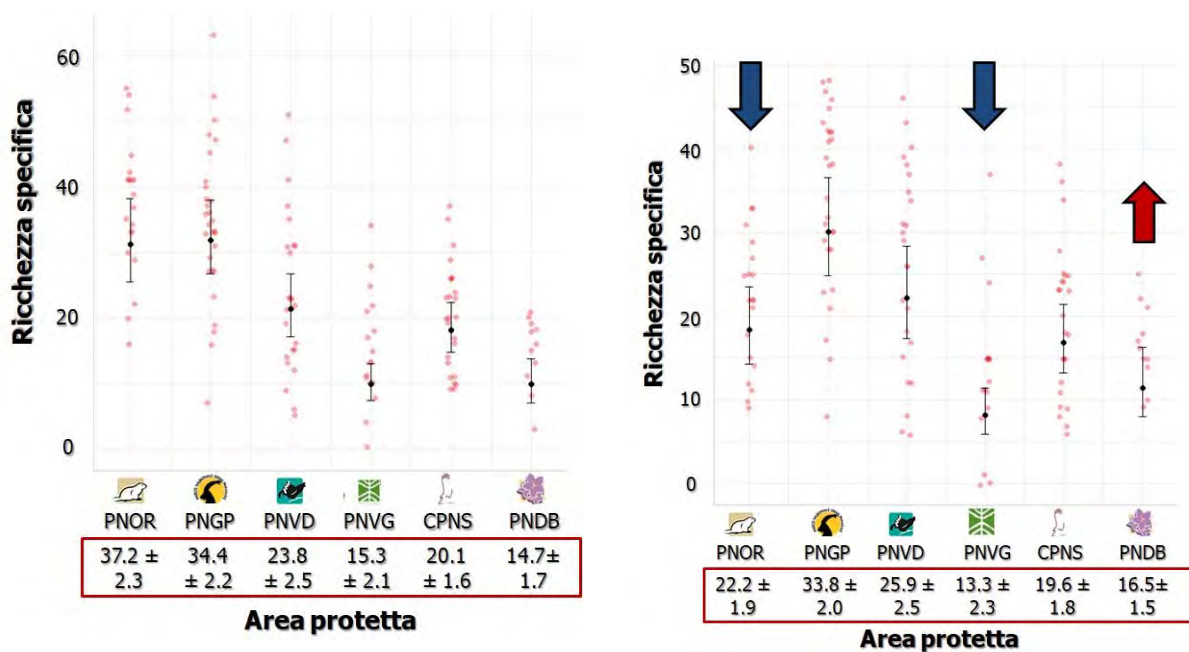 Ricchezza specifica
60
40
20
0
PNOR PNGP PNVD PNVG CPNS PNDB
37.2 ± 34.4 23.8 15.3 20.1 14.7±
2.3 ± 2.2 ± 2.5 ± 2.1 ± 1.6 1.7
Area protetta
Ricchezza specifica
50
40
30
20
10
0
PNOR PNGP PNVD PNVG CPNS PNDB
22.2 ± 33.8 ± 25.9 ± 13.3 ± 19.6 ± 16.5±
1.9 2.0 2.5 2.3 1.8 1.5
Area protetta